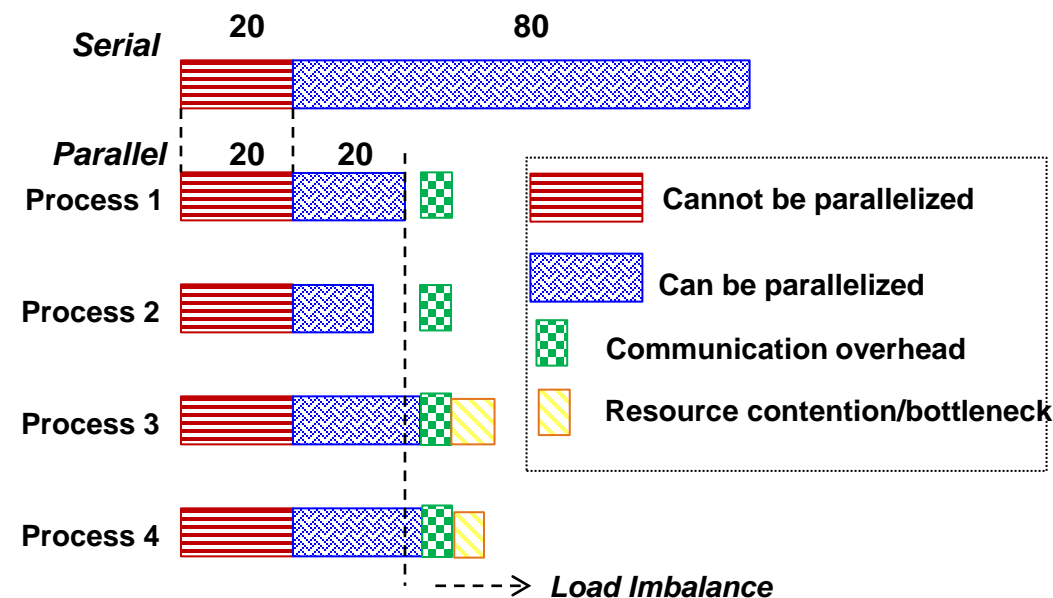 20 80
Serial
Parallel 20 20
Process 1
Cannot be parallelized
Process 2
Can be parallelized
Communication overhead
Process 3
Resource contention/bottleneck
Process 4
Load Imbalance